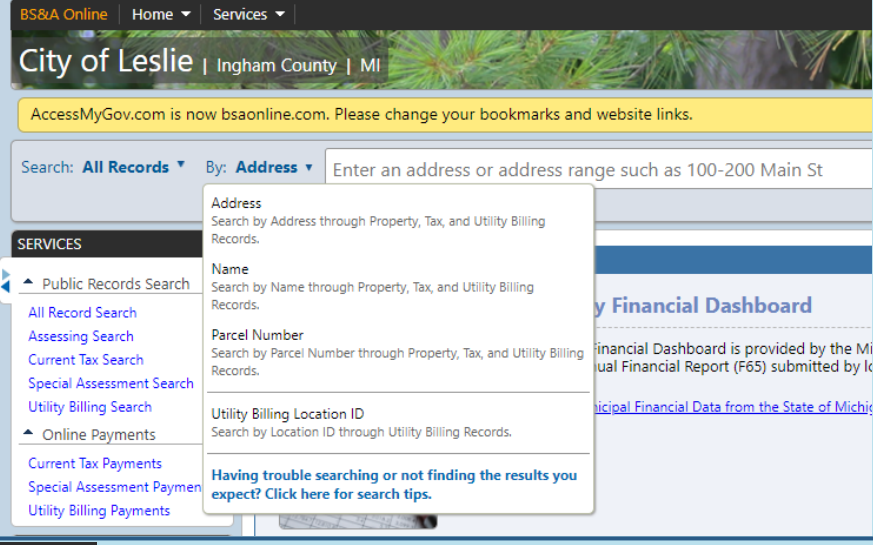 BS&A Online Home Services
City of Leslie | Ingham County | MI
AccessMyGov.com is now bsaonline.com. Please change your bookmarks and website links.
Search: All Records By: Address Enter an address or address range such as 100-200 Main St
Address
Search by Address through Property, Tax, and Utility Billing
Records.
Name
Search by Name through Property, Tax, and Utility Billing
Records.
Parcel Number
Search by Parcel Number through Property, Tax, and Utility Billing
Records.
Utility Billing Location ID
Search by Location ID through Utility Billing Records.
Having trouble searching or not finding the results you
expect? Click here for search tips.
SERVICES
Public Records Search
All Record Search
Assessing Search
Current Tax Search
Special Assessment Search
Utility Billing Search
Online Payments
Current Tax Payments
Special Assessment Paymen
Utility Billing Payments
y Financial Dashboard
Financial Dashboard is provided by the Mi
ual Financial Report (F65) submitted by lo
nicipal Financial Data from the State of Michig